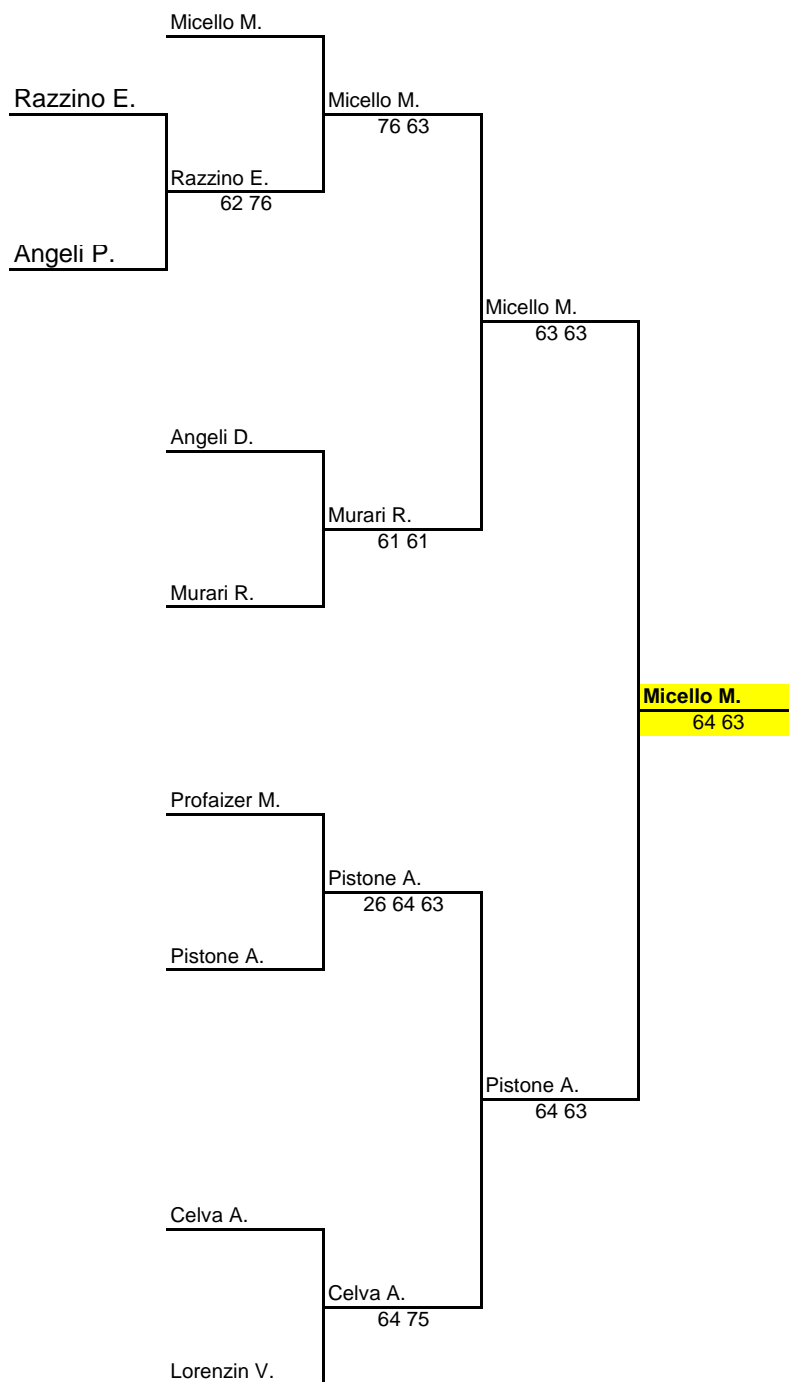 Micello M.
Razzino E.
Micello M.
76 63
Razzino E.
62 76
Angeli P.
Micello M.
63 63
Angeli D.
Murari R.
61 61
Murari R.
Micello M.
64 63
Profaizer M.
Pistone A.
26 64 63
Pistone A.
Pistone A.
64 63
Celva A.
Celva A.
64 75
Lorenzin V.